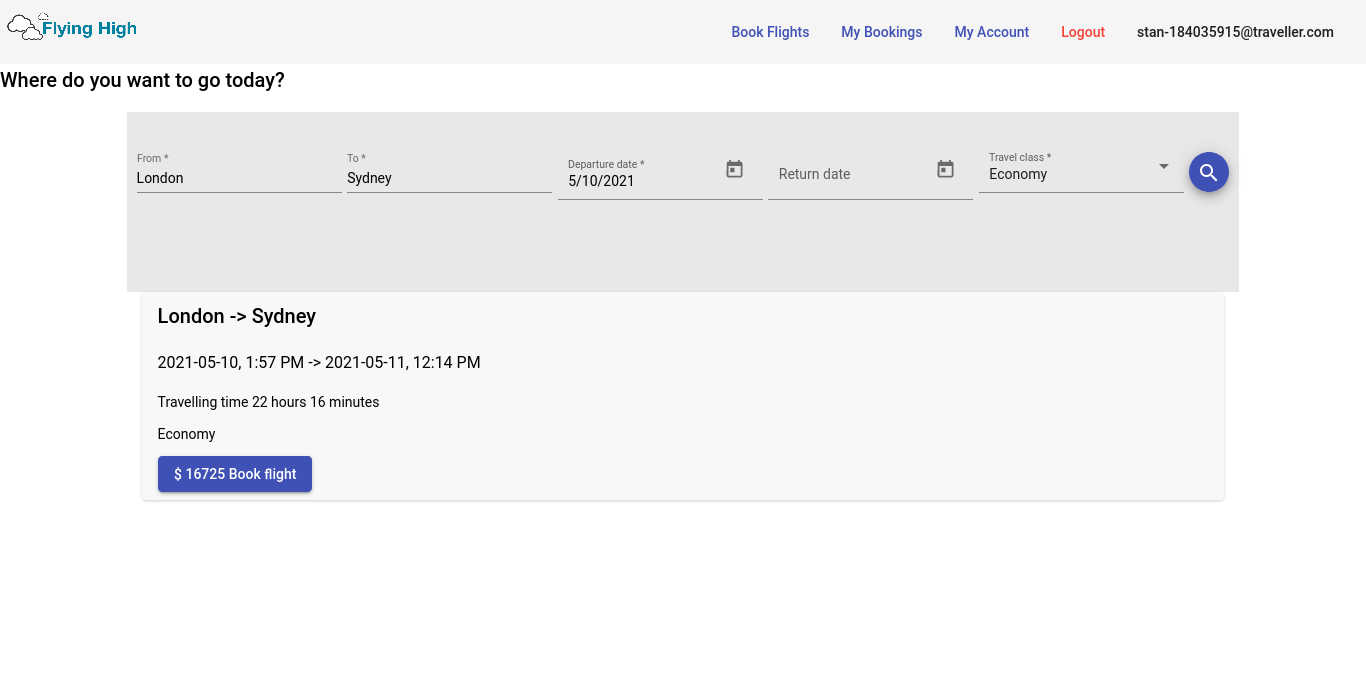 Flying High
Book Flights My Bookings My Account Logout stan-184035915@traveller.com
Where do you want to go today?
From * To * Departure date * Travel class *
London Sydney 5/10/2021 Return date Economy
London -> Sydney
2021-05-10, 1:57 PM -> 2021-05-11, 12:14 PM
Travelling time 22 hours 16 minutes
Economy
$ 16725 Book flight